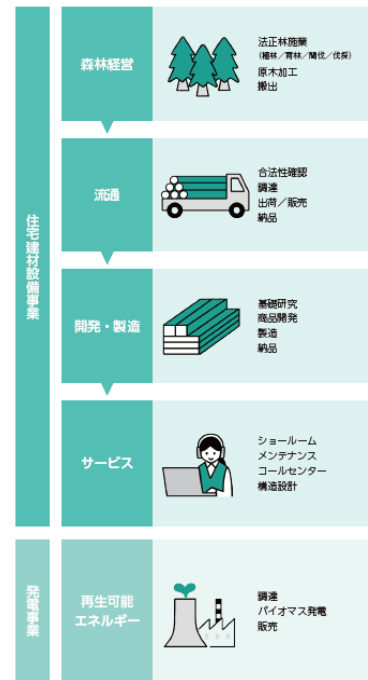 住宅建材設備事業
森林経営
法正林施業
(植林／育林／間伐／伐採)
原木加工
搬出
流通
合法性確認
調達
出荷／販売
納品
開発・製造
基礎研究
商品開発
製造
納品
サービス
ショールーム
メンテナンス
コールセンター
構造設計
発電事業
再生可能
エネルギー
調達
バイオマス発電
販売